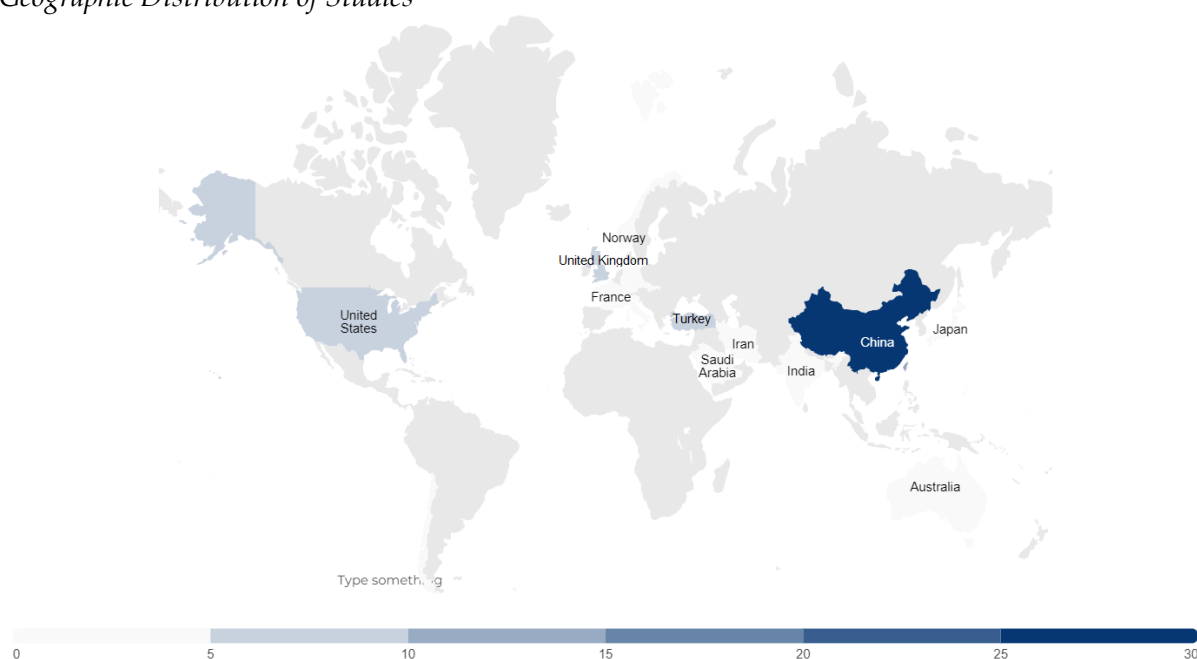 Geographic Distribution of Studies
Norway
United Kingdom
France
United
States
Turkey
Iran
Saudi
Arabia
India
China
Japan
Australia
Type something
0 5 10 15 20 25 30